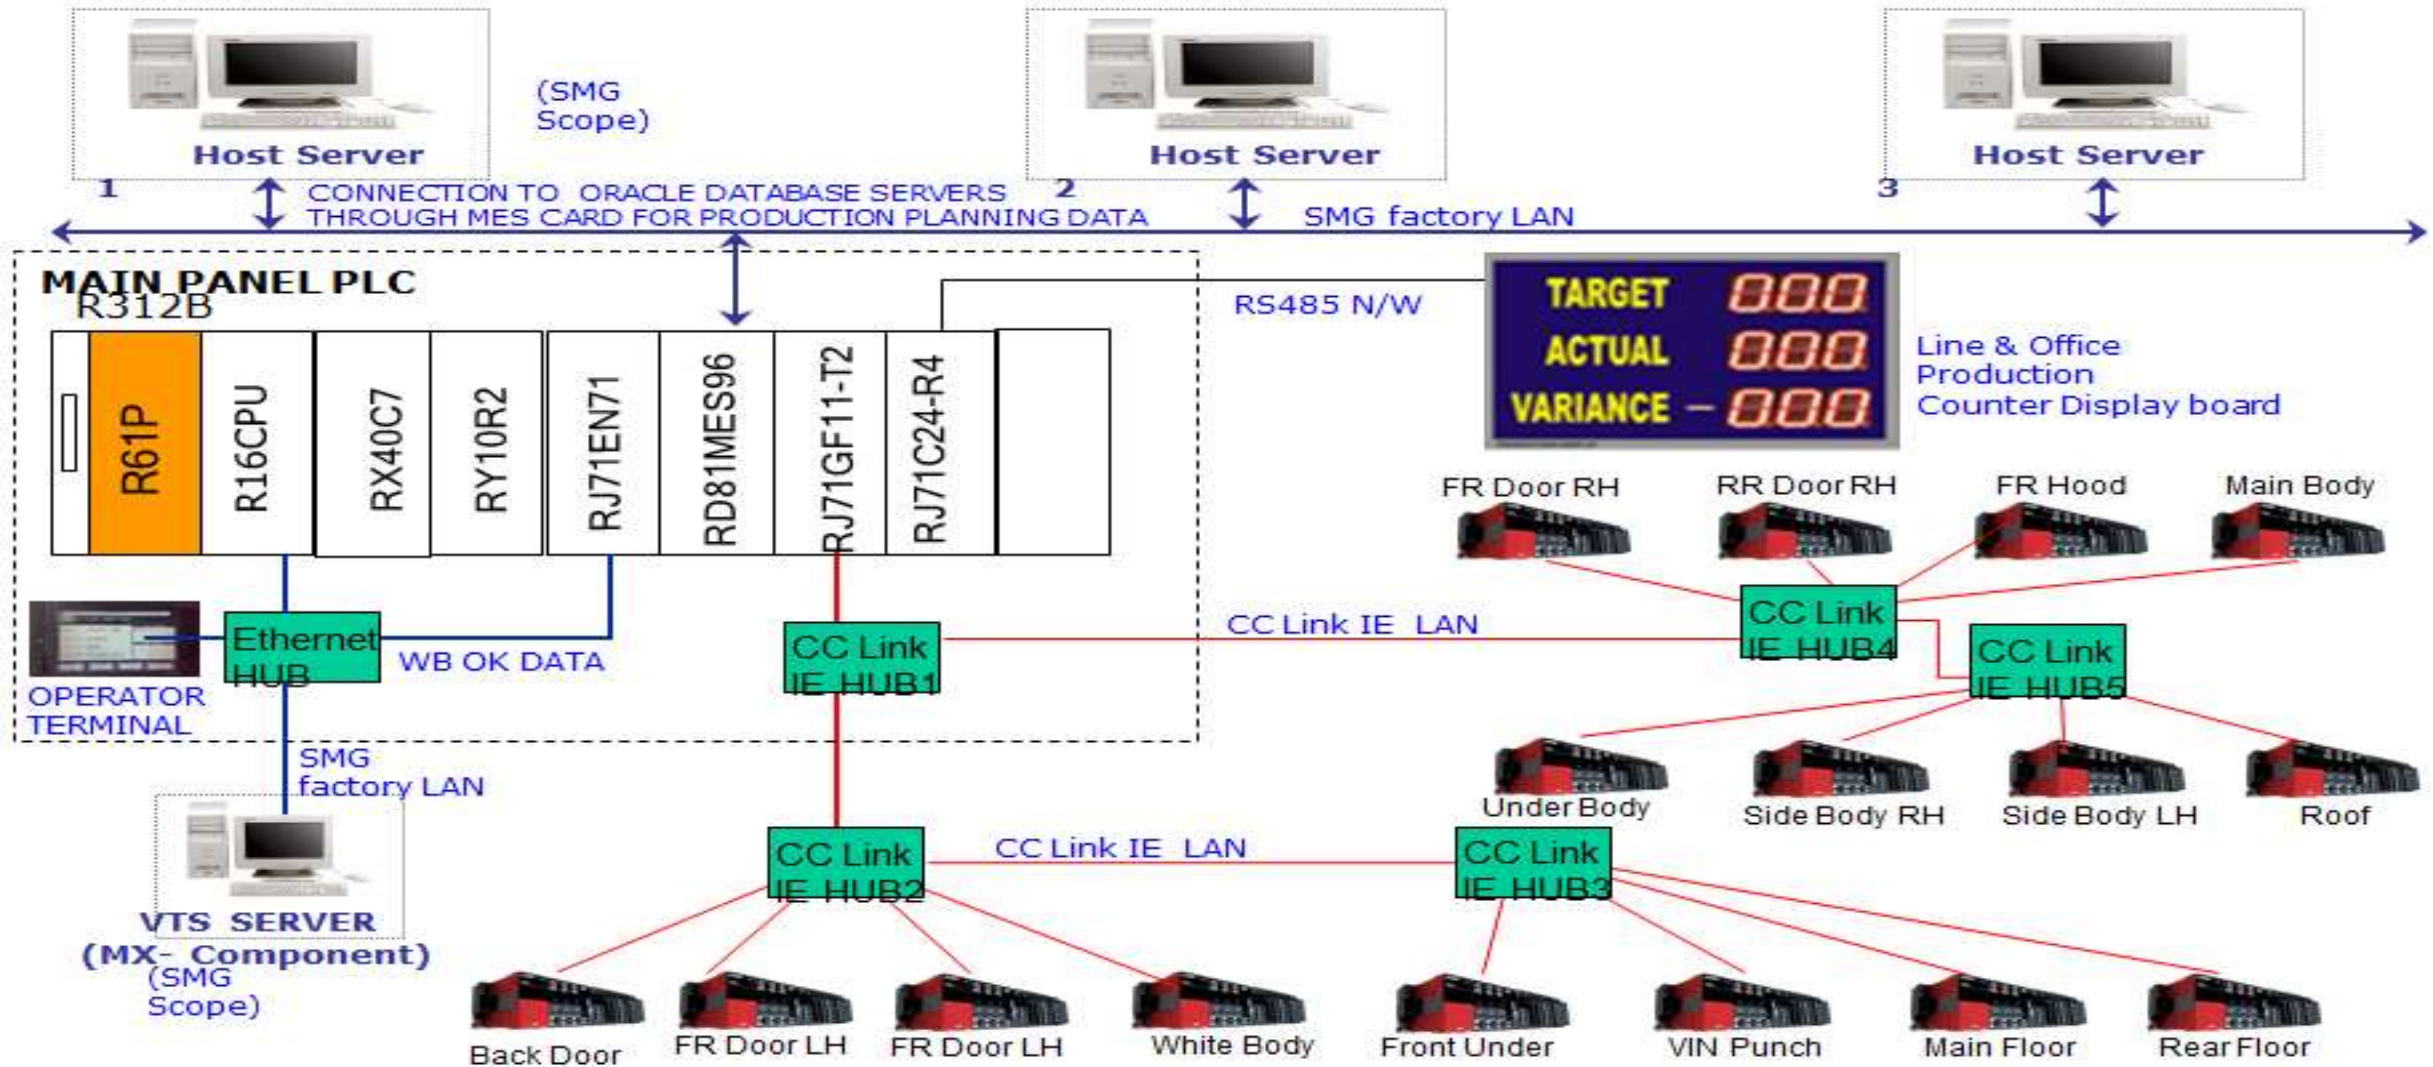 (SMG
Scope)
Host Server
1
Host Server
2
Host Server
3
CONNECTION TO ORACLE DATABASE SERVERS
THROUGH MES CARD FOR PRODUCTION PLANNING DATA
SMG factory LAN
MAIN PANEL PLC
R312B
R61P
R16CPU
RX40C7
RY10R2
RJ71EN71
RD81MES96
RJ71GF11-T2
RJ71C24-R4
RS485 N/W
TARGET 000
ACTUAL 000
VARIANCE - 000
Line & Office
Production
Counter Display board
FR Door RH
RR Door RH
FR Hood
Main Body
Ethernet
HUB
WB OK DATA
OPERATOR
TERMINAL
CC Link
IE HUB1
CC Link IE LAN
CC Link
IE HUB4
CC Link
IE HUB5
Under Body
Side Body RH
Side Body LH
Roof
SMG
factory LAN
VTS SERVER
(MX- Component)
(SMG
Scope)
CC Link
IE HUB2
CC Link IE LAN
CC Link
IE HUB3
Back Door
FR Door LH
FR Door LH
White Body
Front Under
VIN Punch
Main Floor
Rear Floor